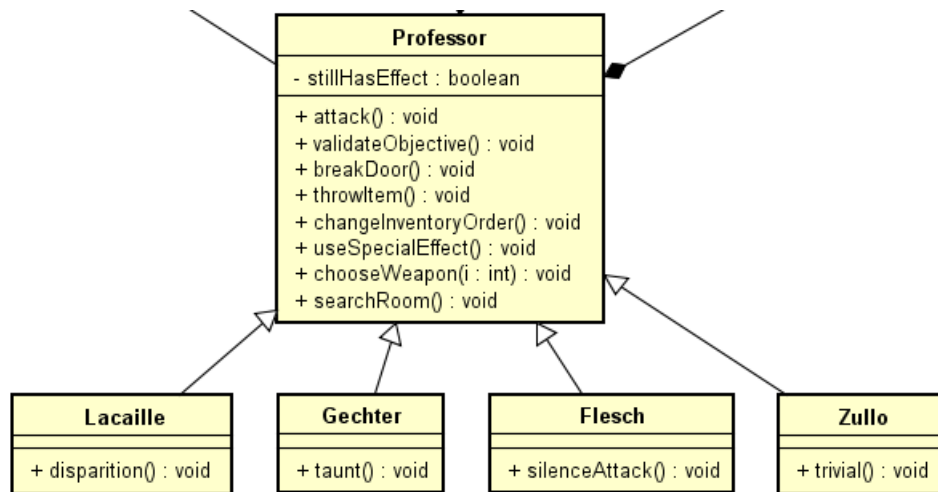 Professor
- stillHasEffect : boolean
+ attack() : void
+ validateObjective() : void
+ breakDoor() : void
+ throwItem() : void
+ changeInventoryOrder() : void
+ useSpecialEffect() : void
+ chooseWeapon(i : int) : void
+ searchRoom() : void
Lacaille
+ disparition() : void
Gechter
+ taunt() : void
Flesch
+ silenceAttack() : void
Zullo
+ trivial() : void